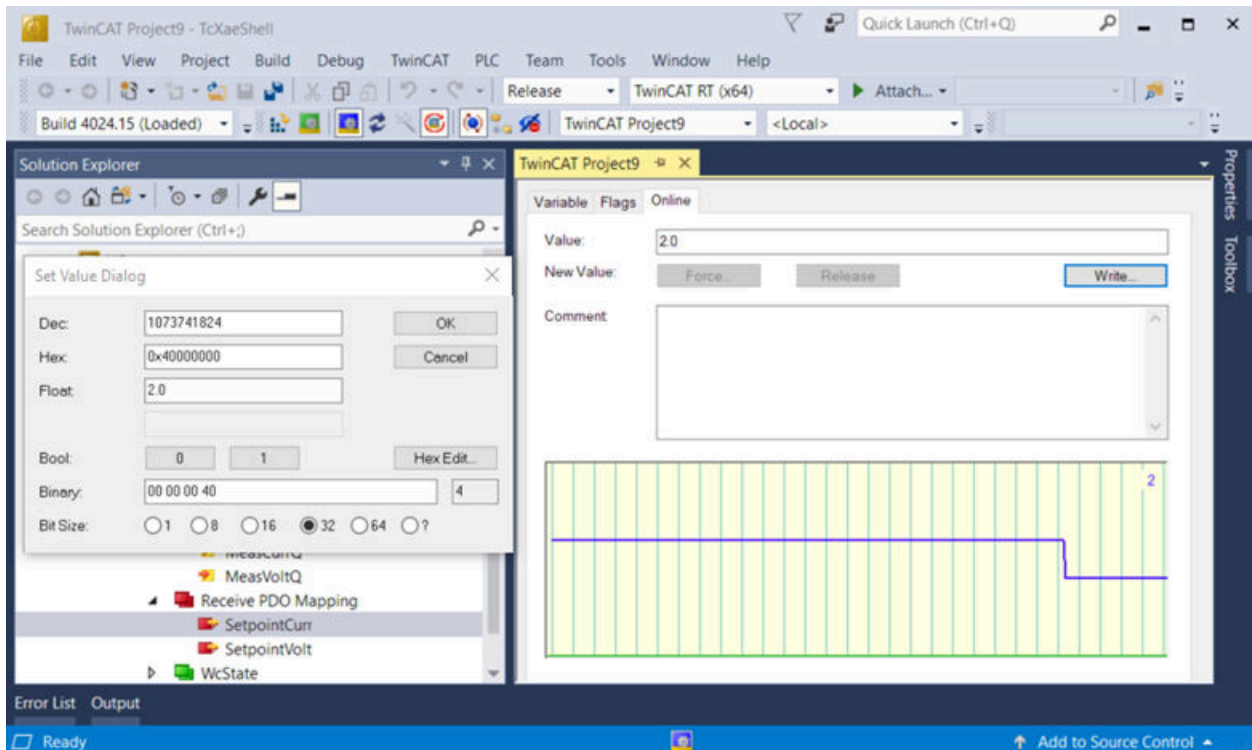 TwinCAT Project9 - TcXaeShell
Quick Launch (Ctrl+Q)
File Edit View Project Build Debug TwinCAT PLC Team Tools Window Help
Release TwinCAT RT (x64) Attach...
Build 4024.15 (Loaded) TwinCAT Project9 <Local>
Solution Explorer
Search Solution Explorer (Ctrl+;)
Set Value Dialog
Dec: 1073741824 OK
Hex: 0x40000000 Cancel
Float: 2.0
Bool: 0 1 Hex Edit...
Binary: 00 00 00 40 4
Bit Size: 1 8 16 32 64 ?
MeasCurrQ
MeasVoltQ
Receive PDO Mapping
SetpointCurr
SetpointVolt
WcState
TwinCAT Project9
Variable Flags Online
Value: 2.0
New Value: Force... Release Write...
Comment:
2
Properties
Toolbox
Error List Output
Ready
Add to Source Control